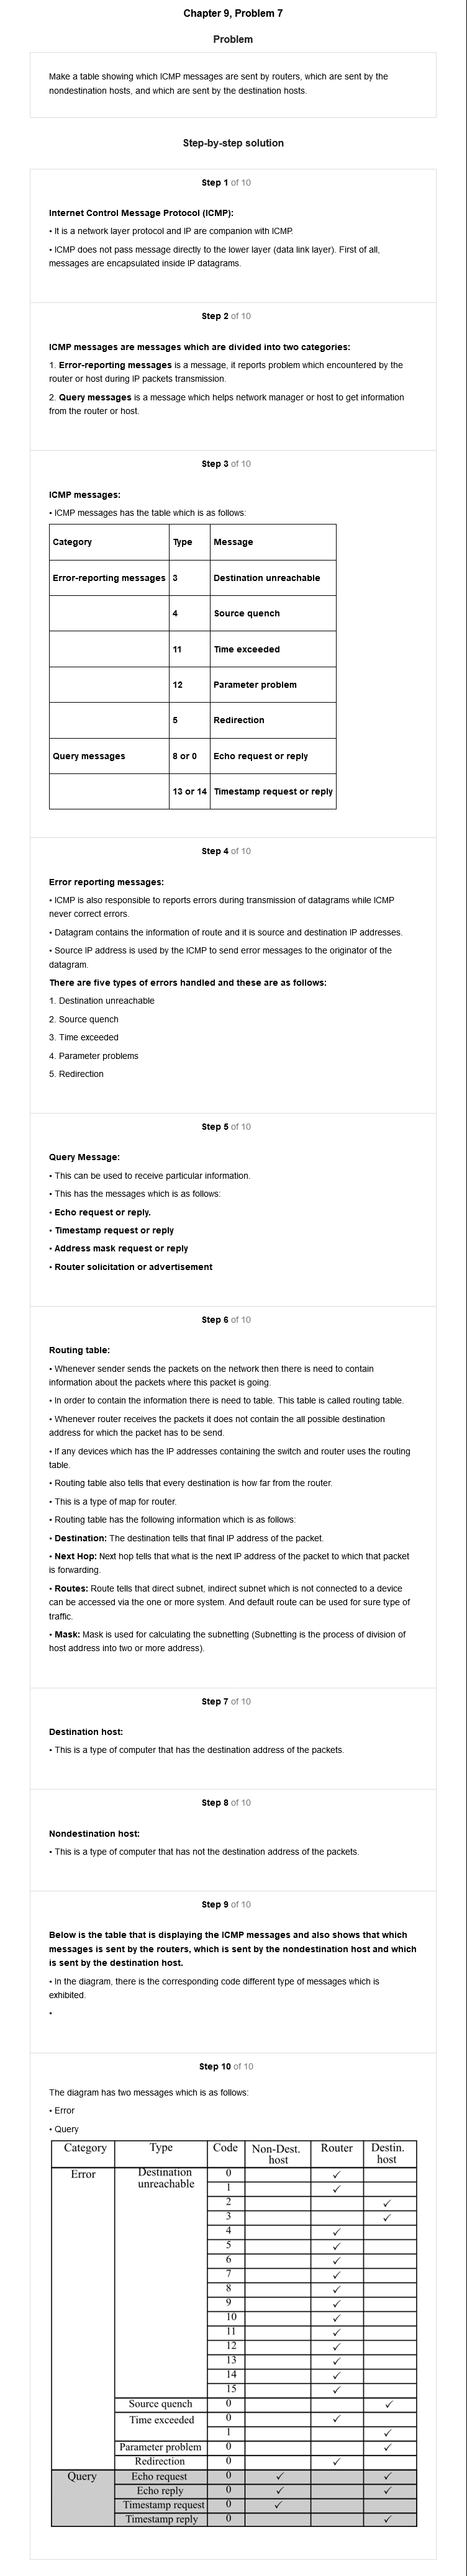 Chapter 9, Problem 7
Problem
Make a table showing which ICMP messages are sent by routers, which are sent by the
nondestination hosts, and which are sent by the destination hosts.
Step-by-step solution
Step 1 of 10
Internet Control Message Protocol (ICMP):
• It is a network layer protocol and IP are companion with ICMP.
• ICMP does not pass message directly to the lower layer (data link layer). First of all,
messages are encapsulated inside IP datagrams.
Step 2 of 10
ICMP messages are messages which are divided into two categories:
1. Error-reporting messages is a message, it reports problem which encountered by the
router or host during IP packets transmission.
2. Query messages is a message which helps network manager or host to get information
from the router or host.
Step 3 of 10
ICMP messages:
• ICMP messages has the table which is as follows:
Category Type Message
Error-reporting messages 3 Destination unreachable
4 Source quench
11 Time exceeded
12 Parameter problem
5 Redirection
Query messages 8 or 0 Echo request or reply
13 or 14 Timestamp request or reply
Step 4 of 10
Error reporting messages:
• ICMP is also responsible to reports errors during transmission of datagrams while ICMP
never correct errors.
• Datagram contains the information of route and it is source and destination IP addresses.
• Source IP address is used by the ICMP to send error messages to the originator of the
datagram.
There are five types of errors handled and these are as follows:
1. Destination unreachable
2. Source quench
3. Time exceeded
4. Parameter problems
5. Redirection
Step 5 of 10
Query Message:
• This can be used to receive particular information.
• This has the messages which is as follows:
• Echo request or reply.
• Timestamp request or reply
• Address mask request or reply
• Router solicitation or advertisement
Step 6 of 10
Routing table:
• Whenever sender sends the packets on the network then there is need to contain
information about the packets where this packet is going.
• In order to contain the information there is need to table. This table is called routing table.
• Whenever router receives the packets it does not contain the all possible destination
address for which the packet has to be send.
• If any devices which has the IP addresses containing the switch and router uses the routing
table.
• Routing table also tells that every destination is how far from the router.
• This is a type of map for router.
• Routing table has the following information which is as follows:
• Destination: The destination tells that final IP address of the packet.
• Next Hop: Next hop tells that what is the next IP address of the packet to which that packet
is forwarding.
• Routes: Route tells that direct subnet, indirect subnet which is not connected to a device
can be accessed via the one or more system. And default route can be used for sure type of
traffic.
• Mask: Mask is used for calculating the subnetting (Subnetting is the process of division of
host address into two or more address).
Step 7 of 10
Destination host:
• This is a type of computer that has the destination address of the packets.
Step 8 of 10
Nondestination host:
• This is a type of computer that has not the destination address of the packets.
Step 9 of 10
Below is the table that is displaying the ICMP messages and also shows that which
messages is sent by the routers, which is sent by the nondestination host and which
is sent by the destination host.
• In the diagram, there is the corresponding code different type of messages which is
exhibited.
•
Step 10 of 10
The diagram has two messages which is as follows:
• Error
• Query
Category Type Code Non-Dest. host Router Destin. host
Error Destination unreachable 0 ✓
1 ✓
2 ✓
3 ✓
4 ✓
5 ✓
6 ✓
7 ✓
8 ✓
9 ✓
10 ✓
11 ✓
12 ✓
13 ✓
14 ✓
15 ✓
Source quench 0 ✓
Time exceeded 0 ✓
1 ✓
Parameter problem 0 ✓
Redirection 0 ✓
Query Echo request 0 ✓ ✓
Echo reply 0 ✓ ✓
Timestamp request 0 ✓
Timestamp reply 0 ✓